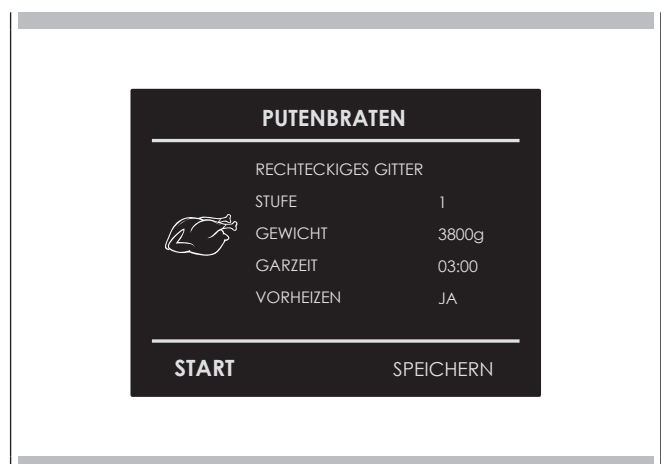 PUTENBRATEN
RECHTECKIGES GITTER
STUFE 1
GEWICHT 3800g
GARZEIT 03:00
VORHEIZEN JA
START SPEICHERN